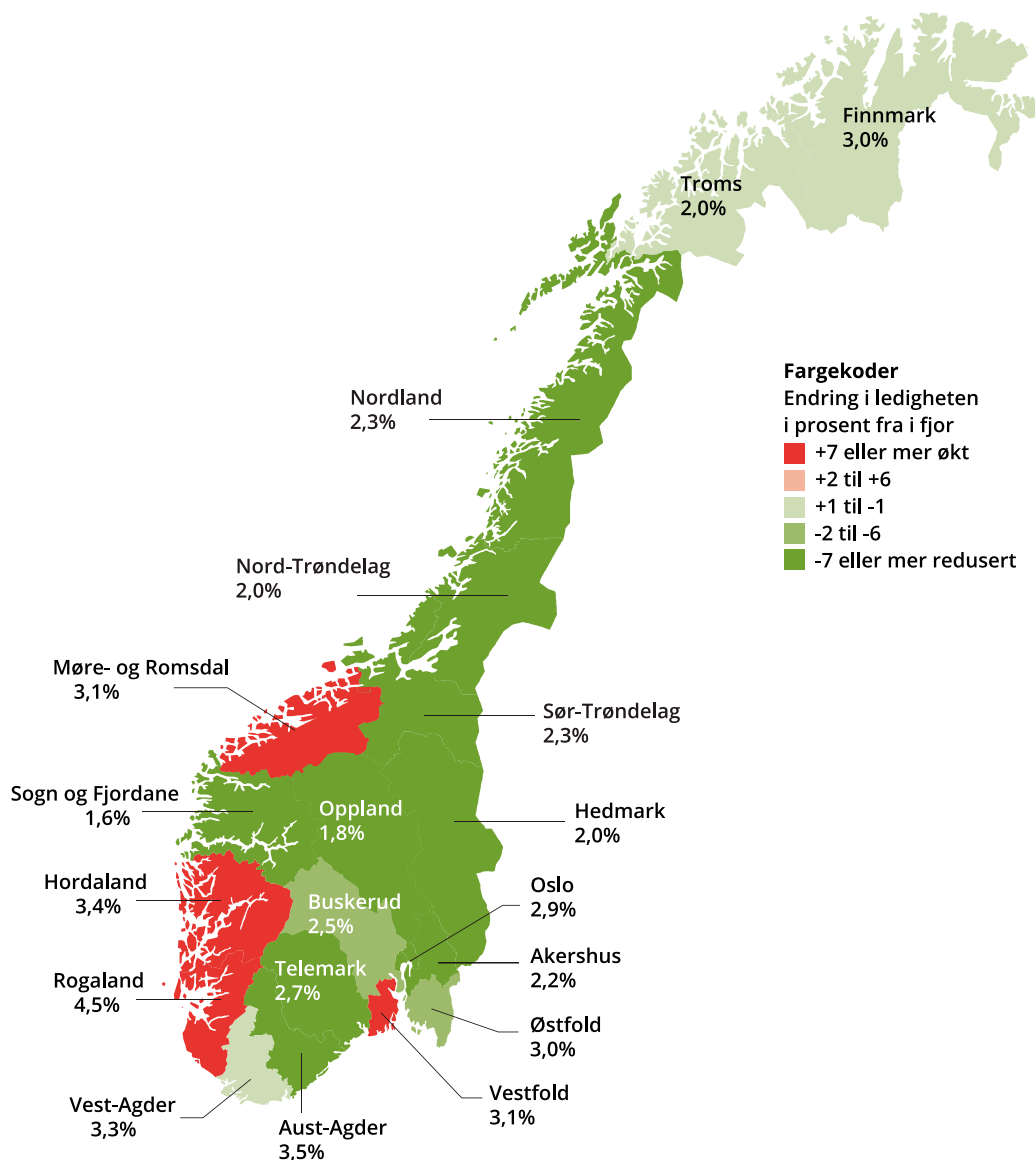 Finnmark
3,0%
Troms
2,0%
Fargekoder
Endring i ledigheten
i prosent fra i fjor
+7 eller mer økt
+2 til +6
+1 til -1
-2 til -6
-7 eller mer redusert
Nordland
2,3%
Nord-Trøndelag
2,0%
Møre- og Romsdal
3,1%
Sør-Trøndelag
2,3%
Sogn og Fjordane
1,6%
Oppland
1,8%
Hedmark
2,0%
Hordaland
3,4%
Buskerud
2,5%
Oslo
2,9%
Akershus
2,2%
Telemark
2,7%
Rogaland
4,5%
Østfold
3,0%
Vestfold
3,1%
Vest-Agder
3,3%
Aust-Agder
3,5%